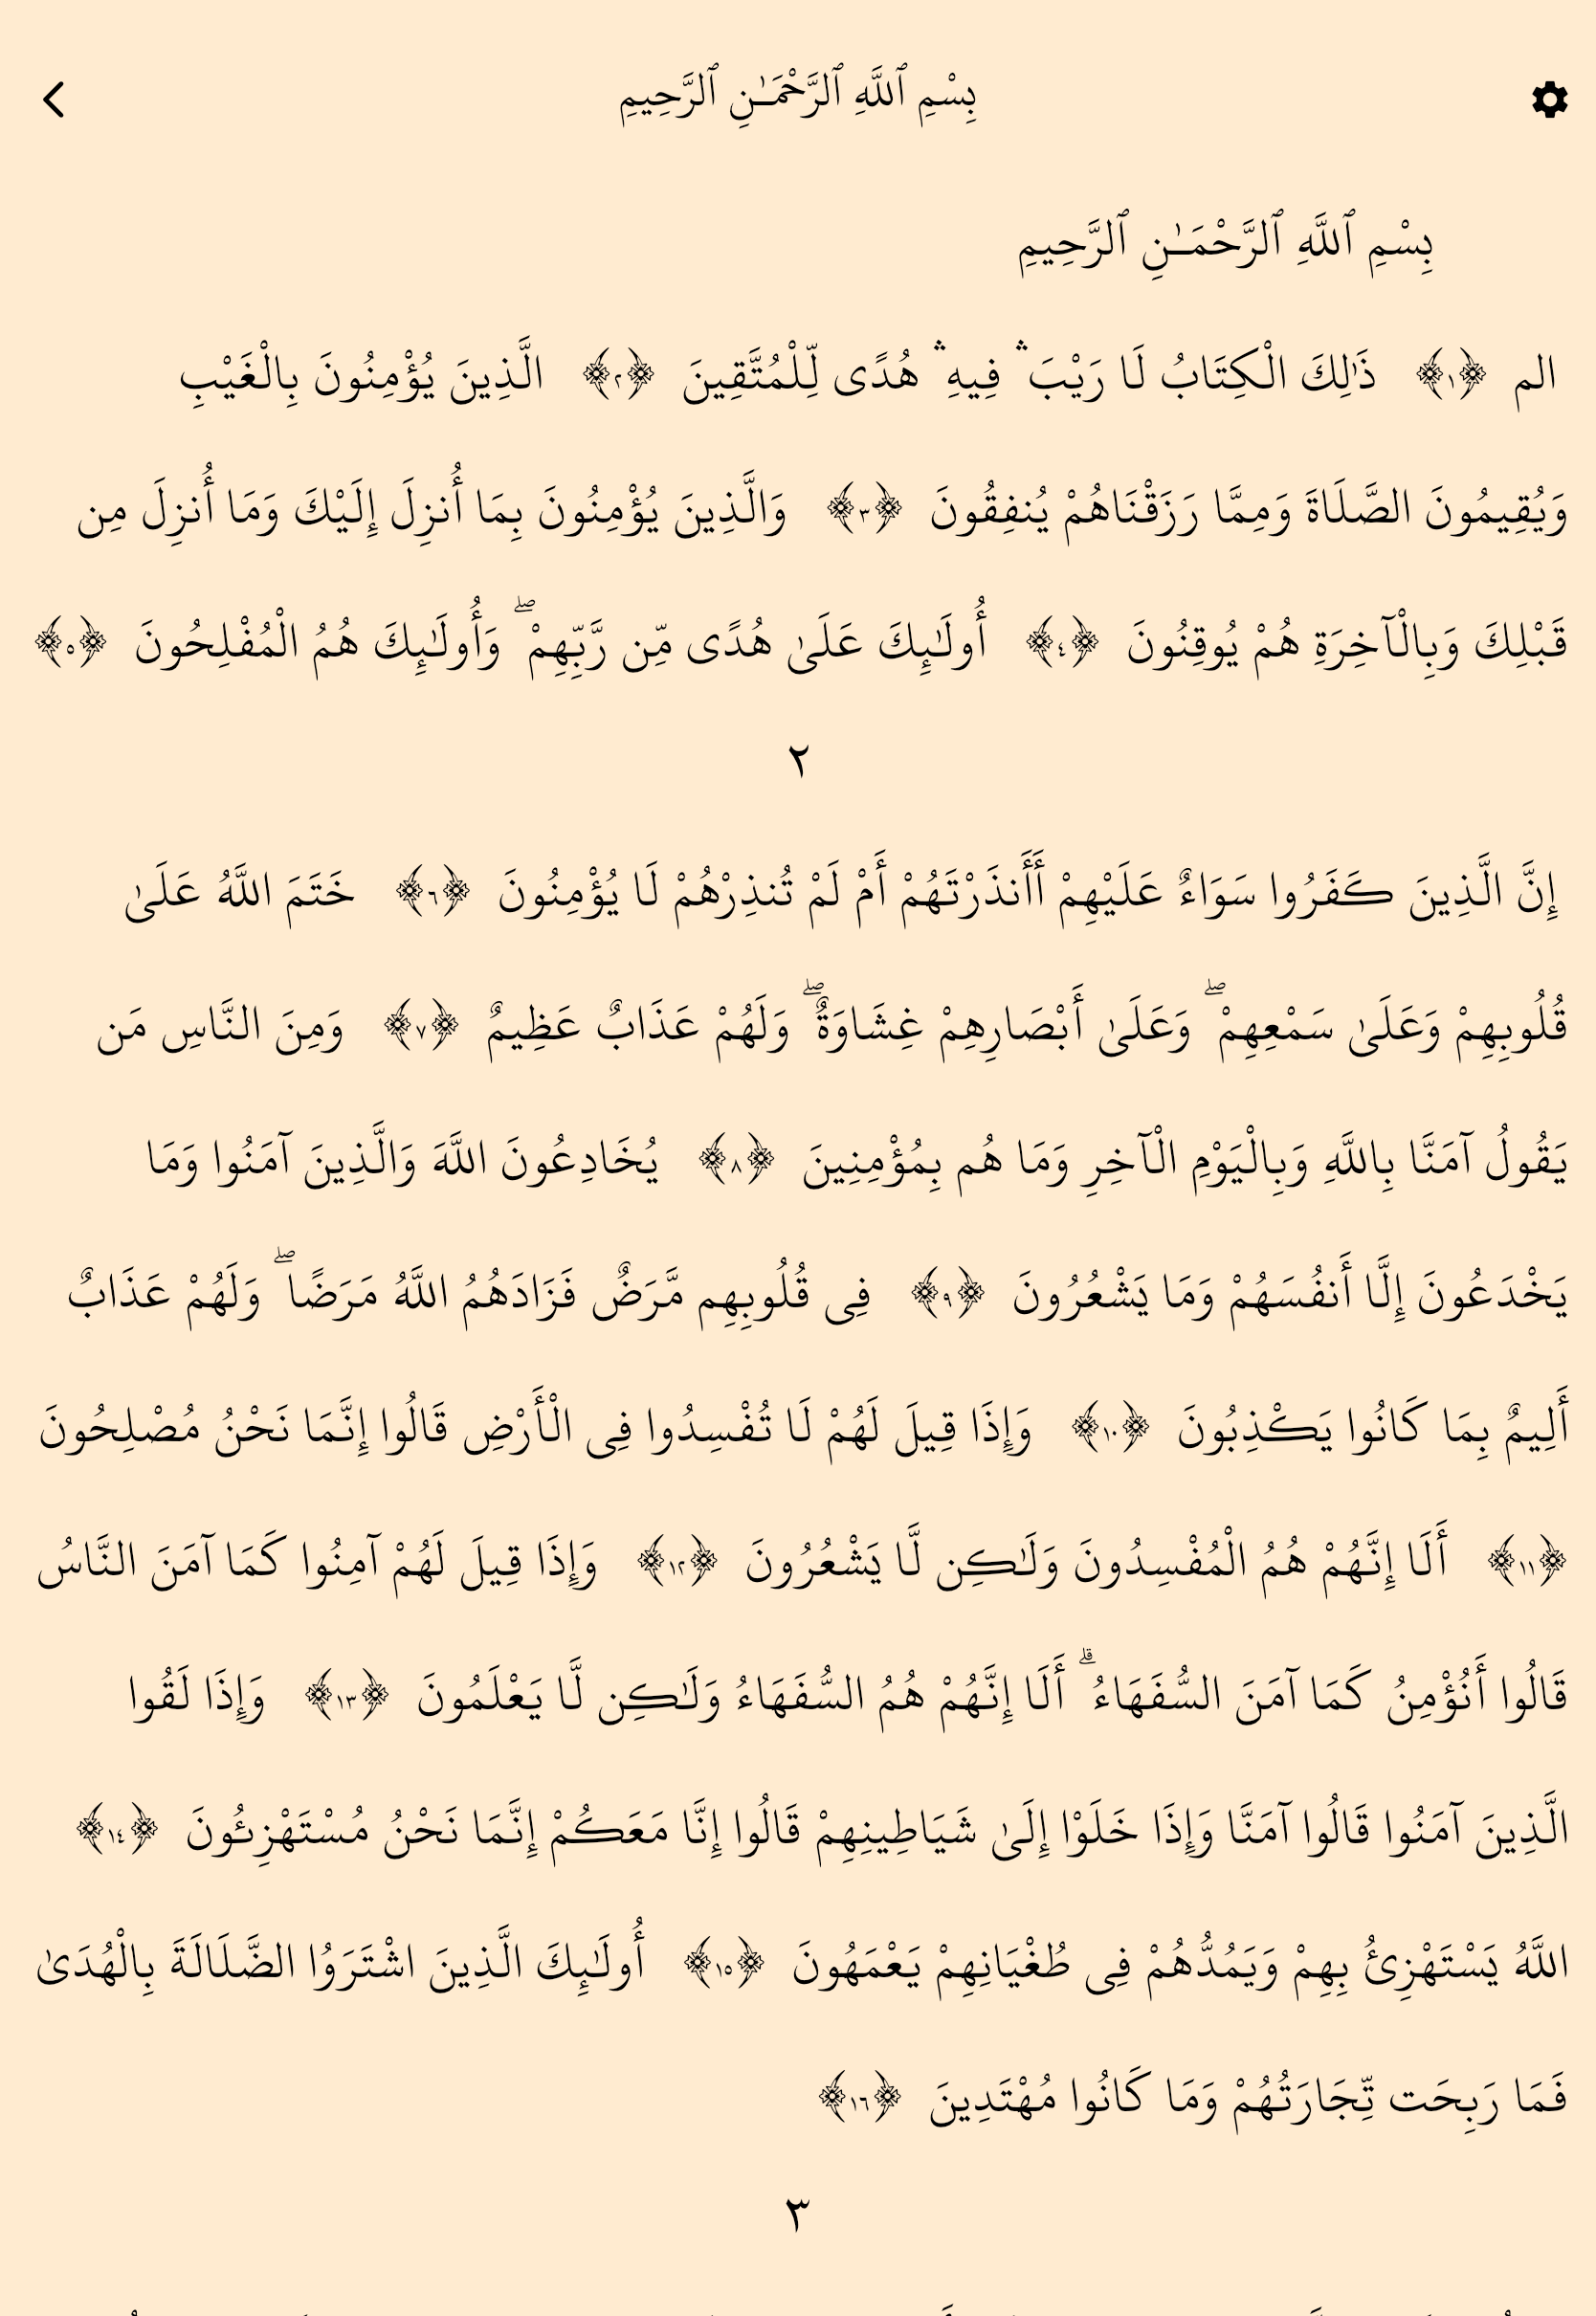 بِسْمِ ٱللَّهِ ٱلرَّحْمَـٰنِ ٱلرَّحِيمِ
بِسْمِ ٱللَّهِ ٱلرَّحْمَـٰنِ ٱلرَّحِيمِ
الم ﴿١﴾ ذَٰلِكَ الْكِتَابُ لَا رَيْبَ ۛ فِيهِ ۛ هُدًى لِّلْمُتَّقِينَ ﴿٢﴾ الَّذِينَ يُؤْمِنُونَ بِالْغَيْبِ
وَيُقِيمُونَ الصَّلَاةَ وَمِمَّا رَزَقْنَاهُمْ يُنفِقُونَ ﴿٣﴾ وَالَّذِينَ يُؤْمِنُونَ بِمَا أُنزِلَ إِلَيْكَ وَمَا أُنزِلَ مِن
قَبْلِكَ وَبِالْآخِرَةِ هُمْ يُوقِنُونَ ﴿٤﴾ أُولَـٰئِكَ عَلَىٰ هُدًى مِّن رَّبِّهِمْ ۖ وَأُولَـٰئِكَ هُمُ الْمُفْلِحُونَ ﴿٥﴾
٢
إِنَّ الَّذِينَ كَفَرُوا سَوَاءٌ عَلَيْهِمْ أَأَنذَرْتَهُمْ أَمْ لَمْ تُنذِرْهُمْ لَا يُؤْمِنُونَ ﴿٦﴾ خَتَمَ اللَّهُ عَلَىٰ
قُلُوبِهِمْ وَعَلَىٰ سَمْعِهِمْ ۖ وَعَلَىٰ أَبْصَارِهِمْ غِشَاوَةٌ ۖ وَلَهُمْ عَذَابٌ عَظِيمٌ ﴿٧﴾ وَمِنَ النَّاسِ مَن
يَقُولُ آمَنَّا بِاللَّهِ وَبِالْيَوْمِ الْآخِرِ وَمَا هُم بِمُؤْمِنِينَ ﴿٨﴾ يُخَادِعُونَ اللَّهَ وَالَّذِينَ آمَنُوا وَمَا
يَخْدَعُونَ إِلَّا أَنفُسَهُمْ وَمَا يَشْعُرُونَ ﴿٩﴾ فِى قُلُوبِهِم مَّرَضٌ فَزَادَهُمُ اللَّهُ مَرَضًا ۖ وَلَهُمْ عَذَابٌ
أَلِيمٌ بِمَا كَانُوا يَكْذِبُونَ ﴿١٠﴾ وَإِذَا قِيلَ لَهُمْ لَا تُفْسِدُوا فِى الْأَرْضِ قَالُوا إِنَّمَا نَحْنُ مُصْلِحُونَ
﴿١١﴾ أَلَا إِنَّهُمْ هُمُ الْمُفْسِدُونَ وَلَـٰكِن لَّا يَشْعُرُونَ ﴿١٢﴾ وَإِذَا قِيلَ لَهُمْ آمِنُوا كَمَا آمَنَ النَّاسُ
قَالُوا أَنُؤْمِنُ كَمَا آمَنَ السُّفَهَاءُ ۗ أَلَا إِنَّهُمْ هُمُ السُّفَهَاءُ وَلَـٰكِن لَّا يَعْلَمُونَ ﴿١٣﴾ وَإِذَا لَقُوا
الَّذِينَ آمَنُوا قَالُوا آمَنَّا وَإِذَا خَلَوْا إِلَىٰ شَيَاطِينِهِمْ قَالُوا إِنَّا مَعَكُمْ إِنَّمَا نَحْنُ مُسْتَهْزِئُونَ ﴿١٤﴾
اللَّهُ يَسْتَهْزِئُ بِهِمْ وَيَمُدُّهُمْ فِى طُغْيَانِهِمْ يَعْمَهُونَ ﴿١٥﴾ أُولَـٰئِكَ الَّذِينَ اشْتَرَوُا الضَّلَالَةَ بِالْهُدَىٰ
فَمَا رَبِحَت تِّجَارَتُهُمْ وَمَا كَانُوا مُهْتَدِينَ ﴿١٦﴾
٣